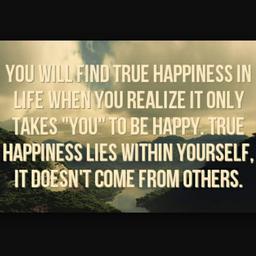 YOU WILL FIND TRUE HAPPINESS IN
LIFE WHEN YOU REALIZE IT ONLY
TAKES "YOU" TO BE HAPPY. TRUE
HAPPINESS LIES WITHIN YOURSELF,
IT DOESN'T COME FROM OTHERS.